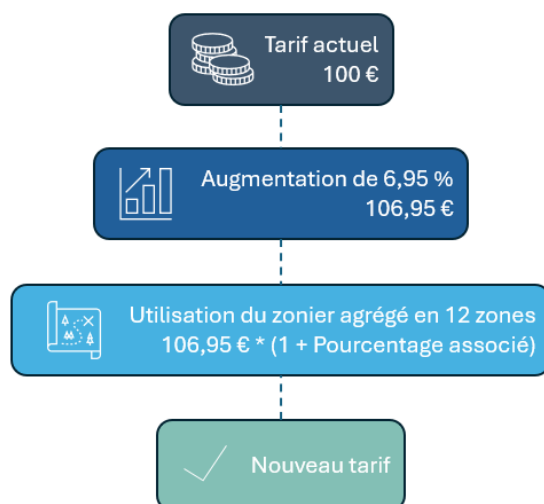 Tarif actuel
100 €
Augmentation de 6,95 %
106,95 €
Utilisation du zonier agrégé en 12 zones
106,95 € * (1 + Pourcentage associé)
Nouveau tarif